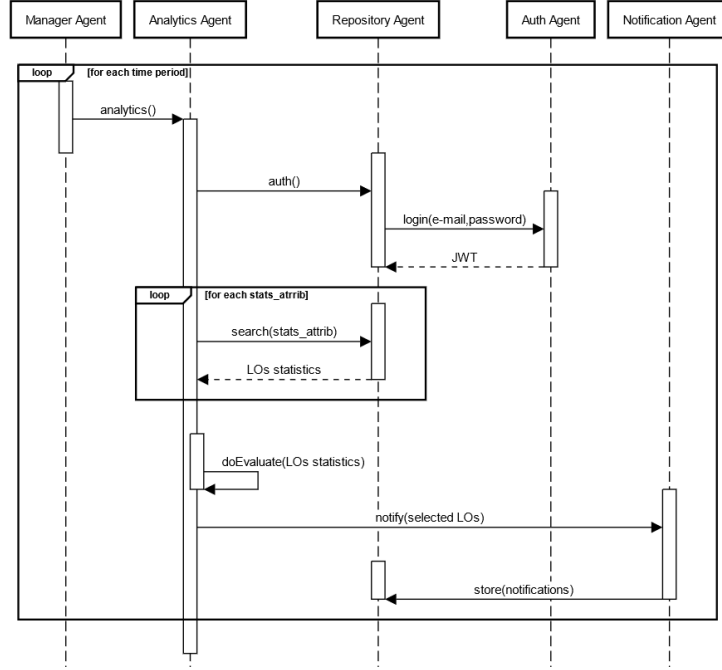 Manager Agent
Analytics Agent
Repository Agent
Auth Agent
Notification Agent
loop
[for each time period]
analytics()
auth()
login(e-mail,password)
JWT
loop
[for each stats_atrrib]
search(stats_attrib)
LOs statistics
doEvaluate(LOs statistics)
notify(selected LOs)
store(notifications)